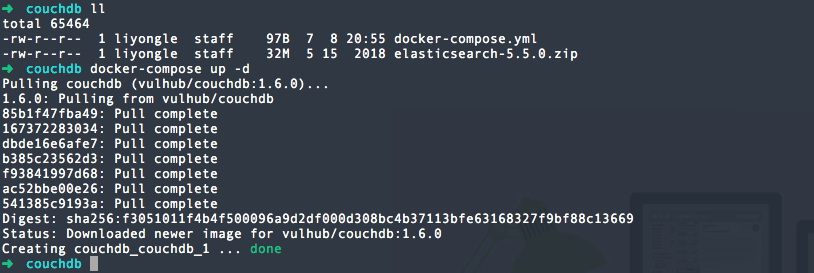 ➜ couchdb ll
total 65464
-rw-r--r-- 1 liyongle staff 97B 7 8 20:55 docker-compose.yml
-rw-r--r-- 1 liyongle staff 32M 5 15 2018 elasticsearch-5.5.0.zip
➜ couchdb docker-compose up -d
Pulling couchdb (vulhub/couchdb:1.6.0)...
1.6.0: Pulling from vulhub/couchdb
85b1f47fba49: Pull complete
167372283034: Pull complete
dbde16e6afe7: Pull complete
b385c23562d3: Pull complete
f93841997d68: Pull complete
ac52bbe00e26: Pull complete
541385c9193a: Pull complete
Digest: sha256:f3051011f4b4f500096a9d2df000d308bc4b37113bfe63168327f9bf88c13669
Status: Downloaded newer image for vulhub/couchdb:1.6.0
Creating couchdb_couchdb_1 ... done
➜ couchdb